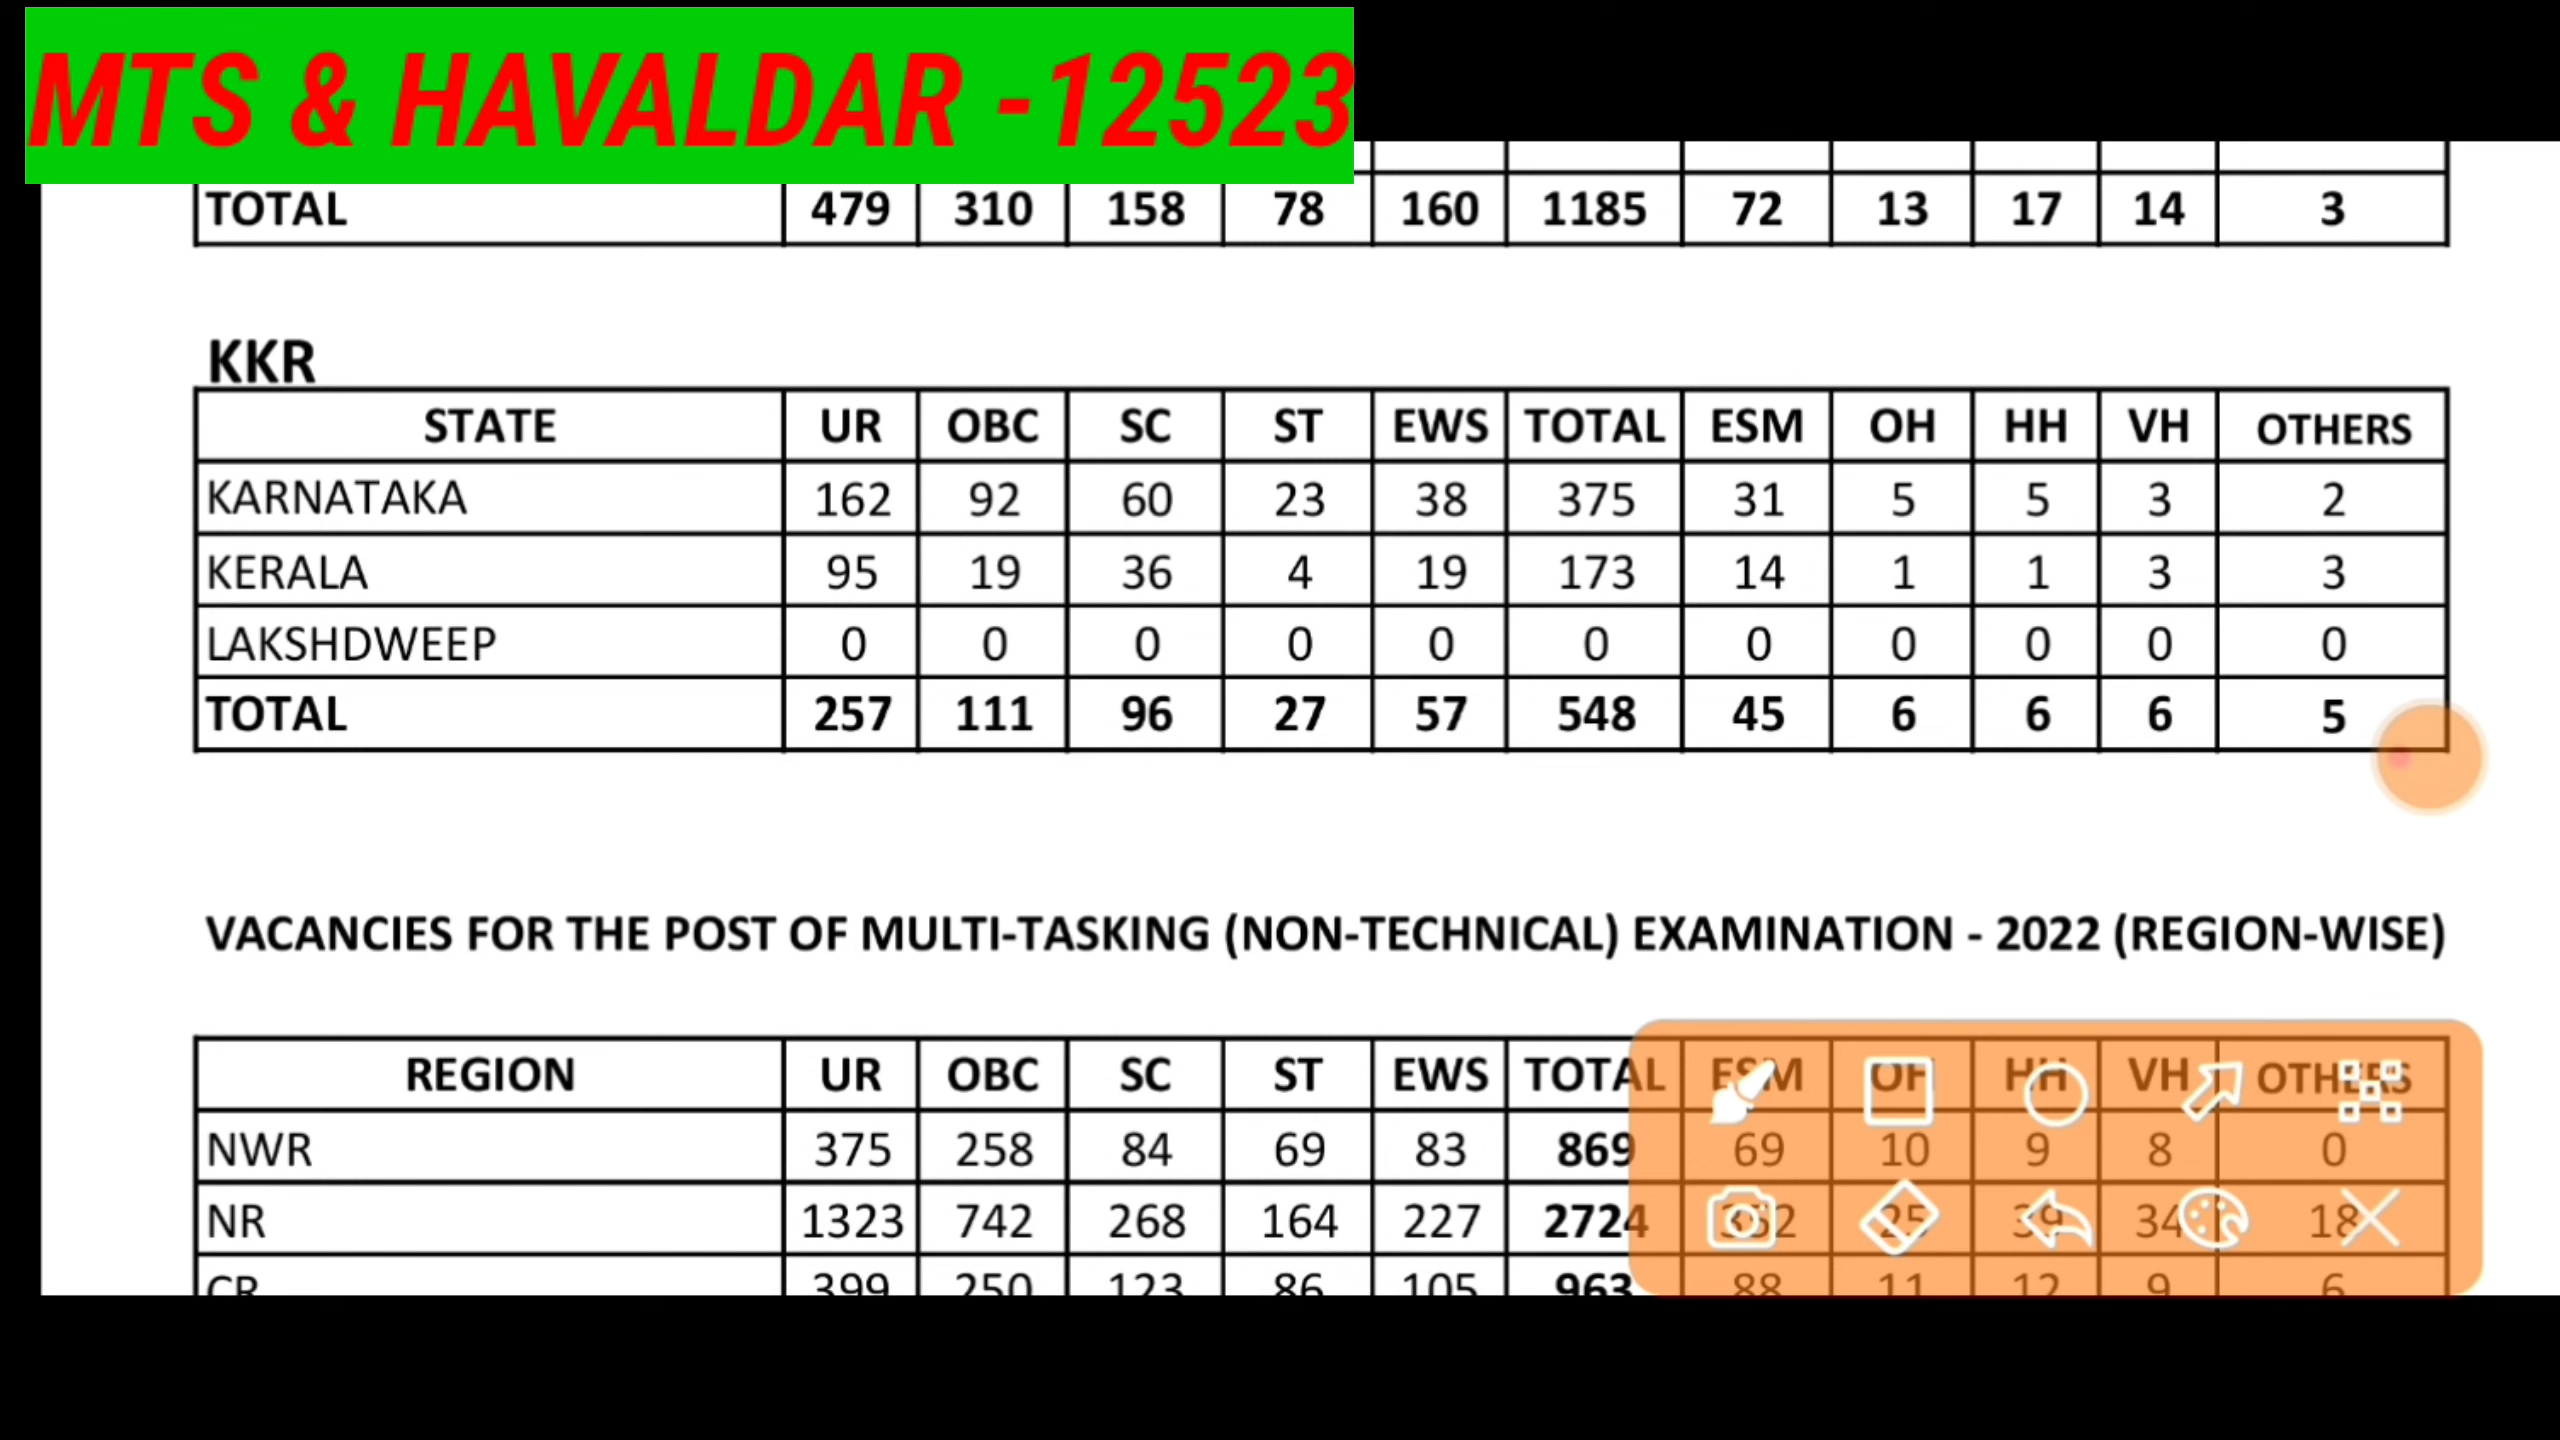 MTS & HAVALDAR -12523
TOTAL 479 310 158 78 160 1185 72 13 17 14 3
KKR
STATE UR OBC SC ST EWS TOTAL ESM OH HH VH OTHERS
KARNATAKA 162 92 60 23 38 375 31 5 5 3 2
KERALA 95 19 36 4 19 173 14 1 1 3 3
LAKSHDWEEP 0 0 0 0 0 0 0 0 0 0 0
TOTAL 257 111 96 27 57 548 45 6 6 6 5
VACANCIES FOR THE POST OF MULTI-TASKING (NON-TECHNICAL) EXAMINATION - 2022 (REGION-WISE)
REGION UR OBC SC ST EWS TOTAL ESM OH HH VH OTHERS
NWR 375 258 84 69 83 869 69 10 9 8 0
NR 1323 742 268 164 227 2724 25 39 34 18
CR 399 250 123 86 105 963 88 11 12 9 6